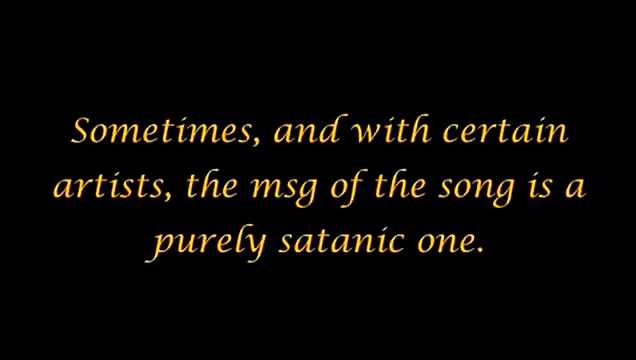 Sometimes, and with certain
artists, the msg of the song is a
purely satanic one.